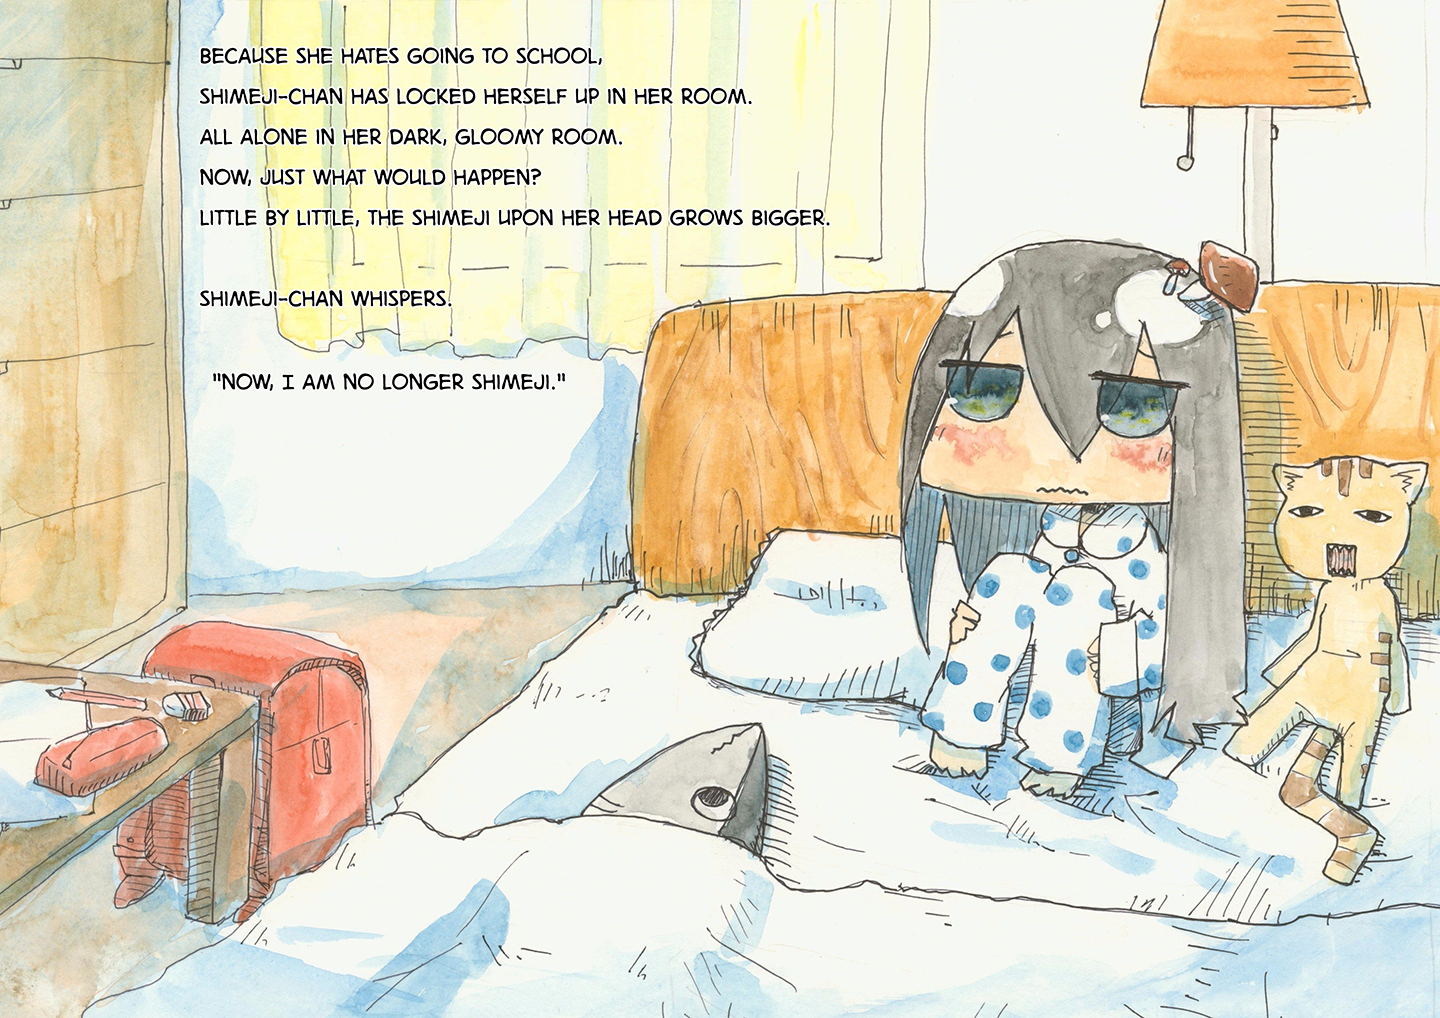 BECAUSE SHE HATES GOING TO SCHOOL,
SHIMEJI-CHAN HAS LOCKED HERSELF UP IN HER ROOM.
ALL ALONE IN HER DARK, GLOOMY ROOM.
NOW, JUST WHAT WOULD HAPPEN?
LITTLE BY LITTLE, THE SHIMEJI UPON HER HEAD GROWS BIGGER.
SHIMEJI-CHAN WHISPERS.
"NOW, I AM NO LONGER SHIMEJI."